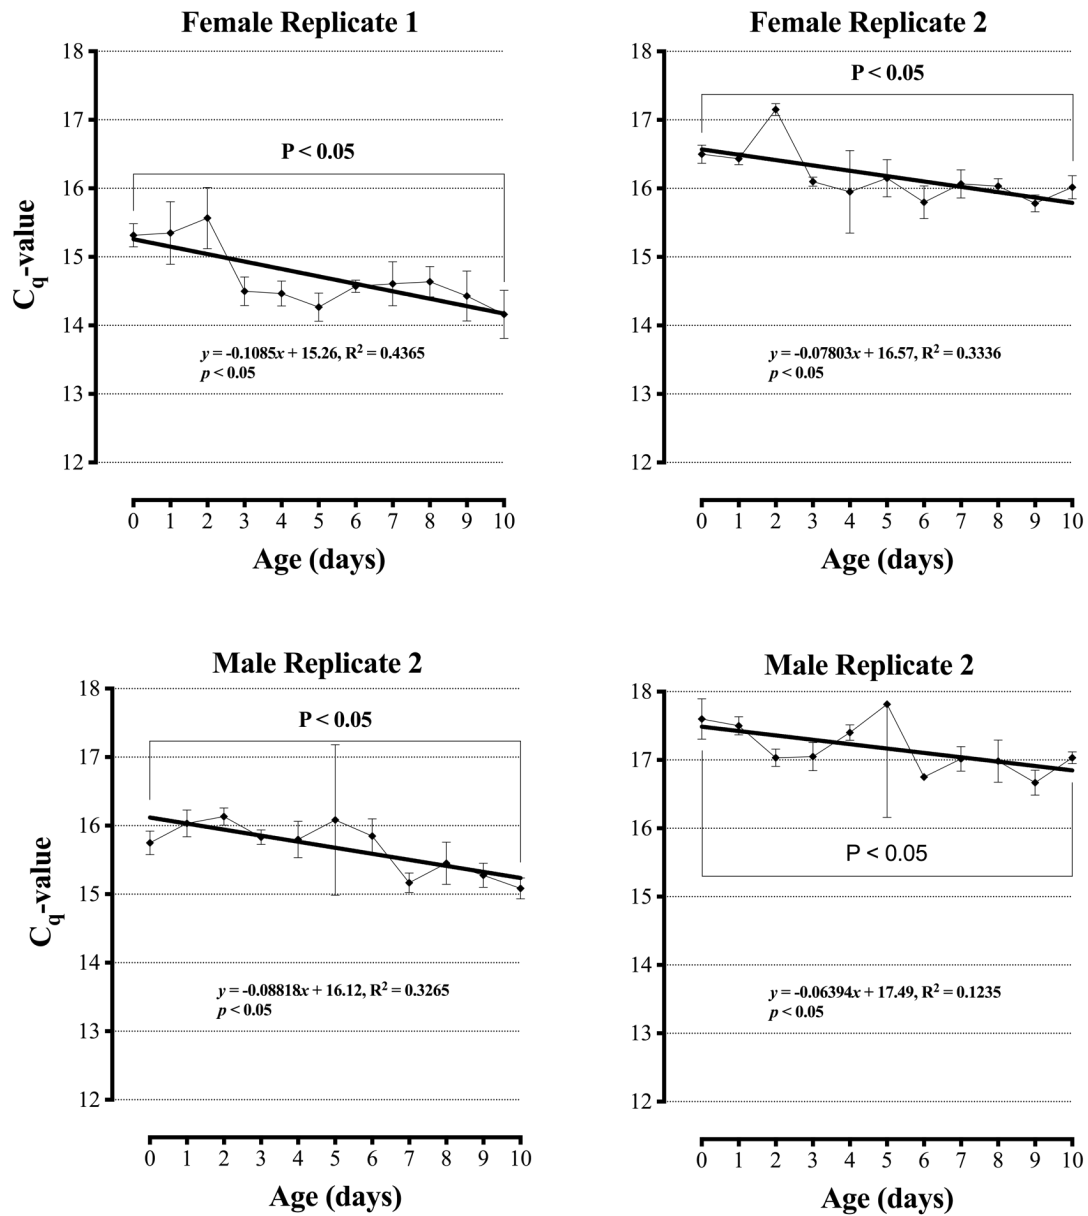 Female Replicate 1
18
17
16
15
14
13
12
Cq-value
P < 0.05
y = -0.1085x + 15.26, R2 = 0.4365
p < 0.05
0 1 2 3 4 5 6 7 8 9 10
Age (days)
Female Replicate 2
18
17
16
15
14
13
12
P < 0.05
y = -0.07803x + 16.57, R2 = 0.3336
p < 0.05
0 1 2 3 4 5 6 7 8 9 10
Age (days)
Male Replicate 2
18
17
16
15
14
13
12
Cq-value
P < 0.05
y = -0.08818x + 16.12, R2 = 0.3265
p < 0.05
0 1 2 3 4 5 6 7 8 9 10
Age (days)
Male Replicate 2
18
17
16
15
14
13
12
P < 0.05
y = -0.06394x + 17.49, R2 = 0.1235
p < 0.05
0 1 2 3 4 5 6 7 8 9 10
Age (days)